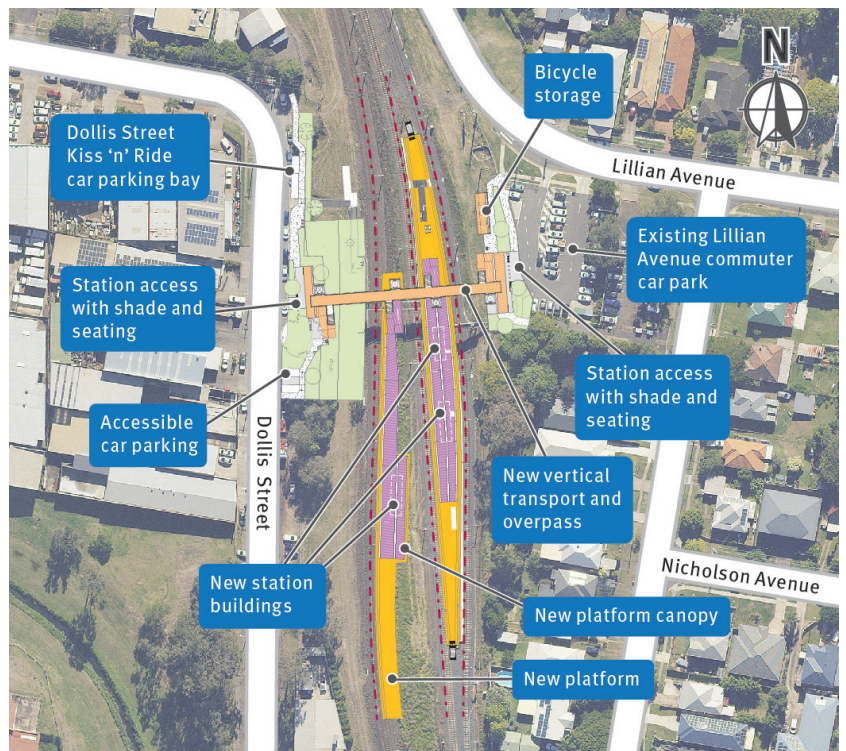 N
Bicycle
storage
Dollis Street
Kiss ‘n’ Ride
car parking bay
Lillian Avenue
Existing Lillian
Avenue commuter
car park
Station access
with shade and
seating
Station access
with shade and
seating
Accessible
car parking
Dollis Street
New vertical
transport and
overpass
Nicholson Avenue
New station
buildings
New platform canopy
New platform